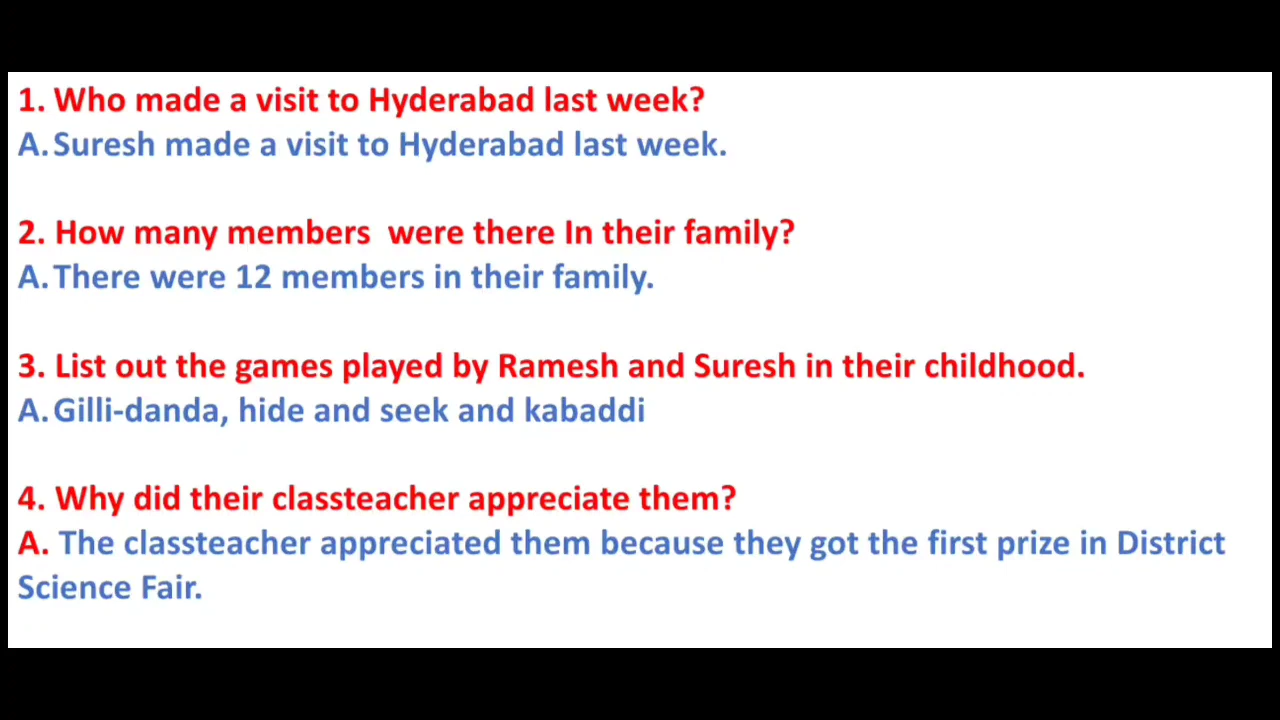 1. Who made a visit to Hyderabad last week?
A. Suresh made a visit to Hyderabad last week.
2. How many members were there In their family?
A. There were 12 members in their family.
3. List out the games played by Ramesh and Suresh in their childhood.
A. Gilli-danda, hide and seek and kabaddi
4. Why did their classteacher appreciate them?
A. The classteacher appreciated them because they got the first prize in District
Science Fair.